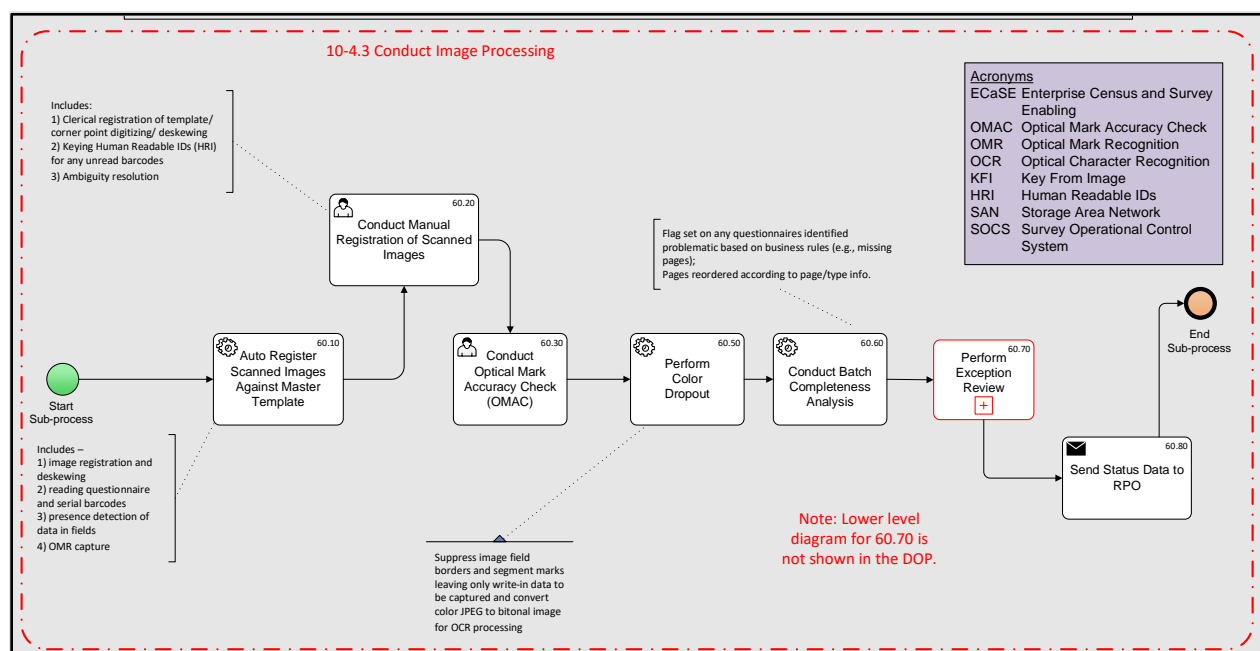 10-4.3 Conduct Image Processing
Acronyms
ECaSE Enterprise Census and Survey
Enabling
OMAC Optical Mark Accuracy Check
OMR Optical Mark Recognition
OCR Optical Character Recognition
KFI Key From Image
HRI Human Readable IDs
SAN Storage Area Network
SOCS Survey Operational Control
System
Includes:
1) Clerical registration of template/
corner point digitizing/ deskewing
2) Keying Human Readable IDs (HRI)
for any unread barcodes
3) Ambiguity resolution
60.20
Conduct Manual
Registration of Scanned
Images
Flag set on any questionnaires identified
problematic based on business rules (e.g., missing
pages);
Pages reordered according to page/type info.
End
Sub-process
Start
Sub-process
60.10
Auto Register
Scanned Images
Against Master
Template
60.30
Conduct
Optical Mark
Accuracy Check
(OMAC)
60.50
Perform
Color
Dropout
60.60
Conduct Batch
Completeness
Analysis
60.70
Perform
Exception
Review
60.80
Send Status Data to
RPO
Includes –
1) image registration and
deskewing
2) reading questionnaire
and serial barcodes
3) presence detection of
data in fields
4) OMR capture
Suppress image field
borders and segment marks
leaving only write-in data to
be captured and convert
color JPEG to bitonal image
for OCR processing
Note: Lower level
diagram for 60.70 is
not shown in the DOP.